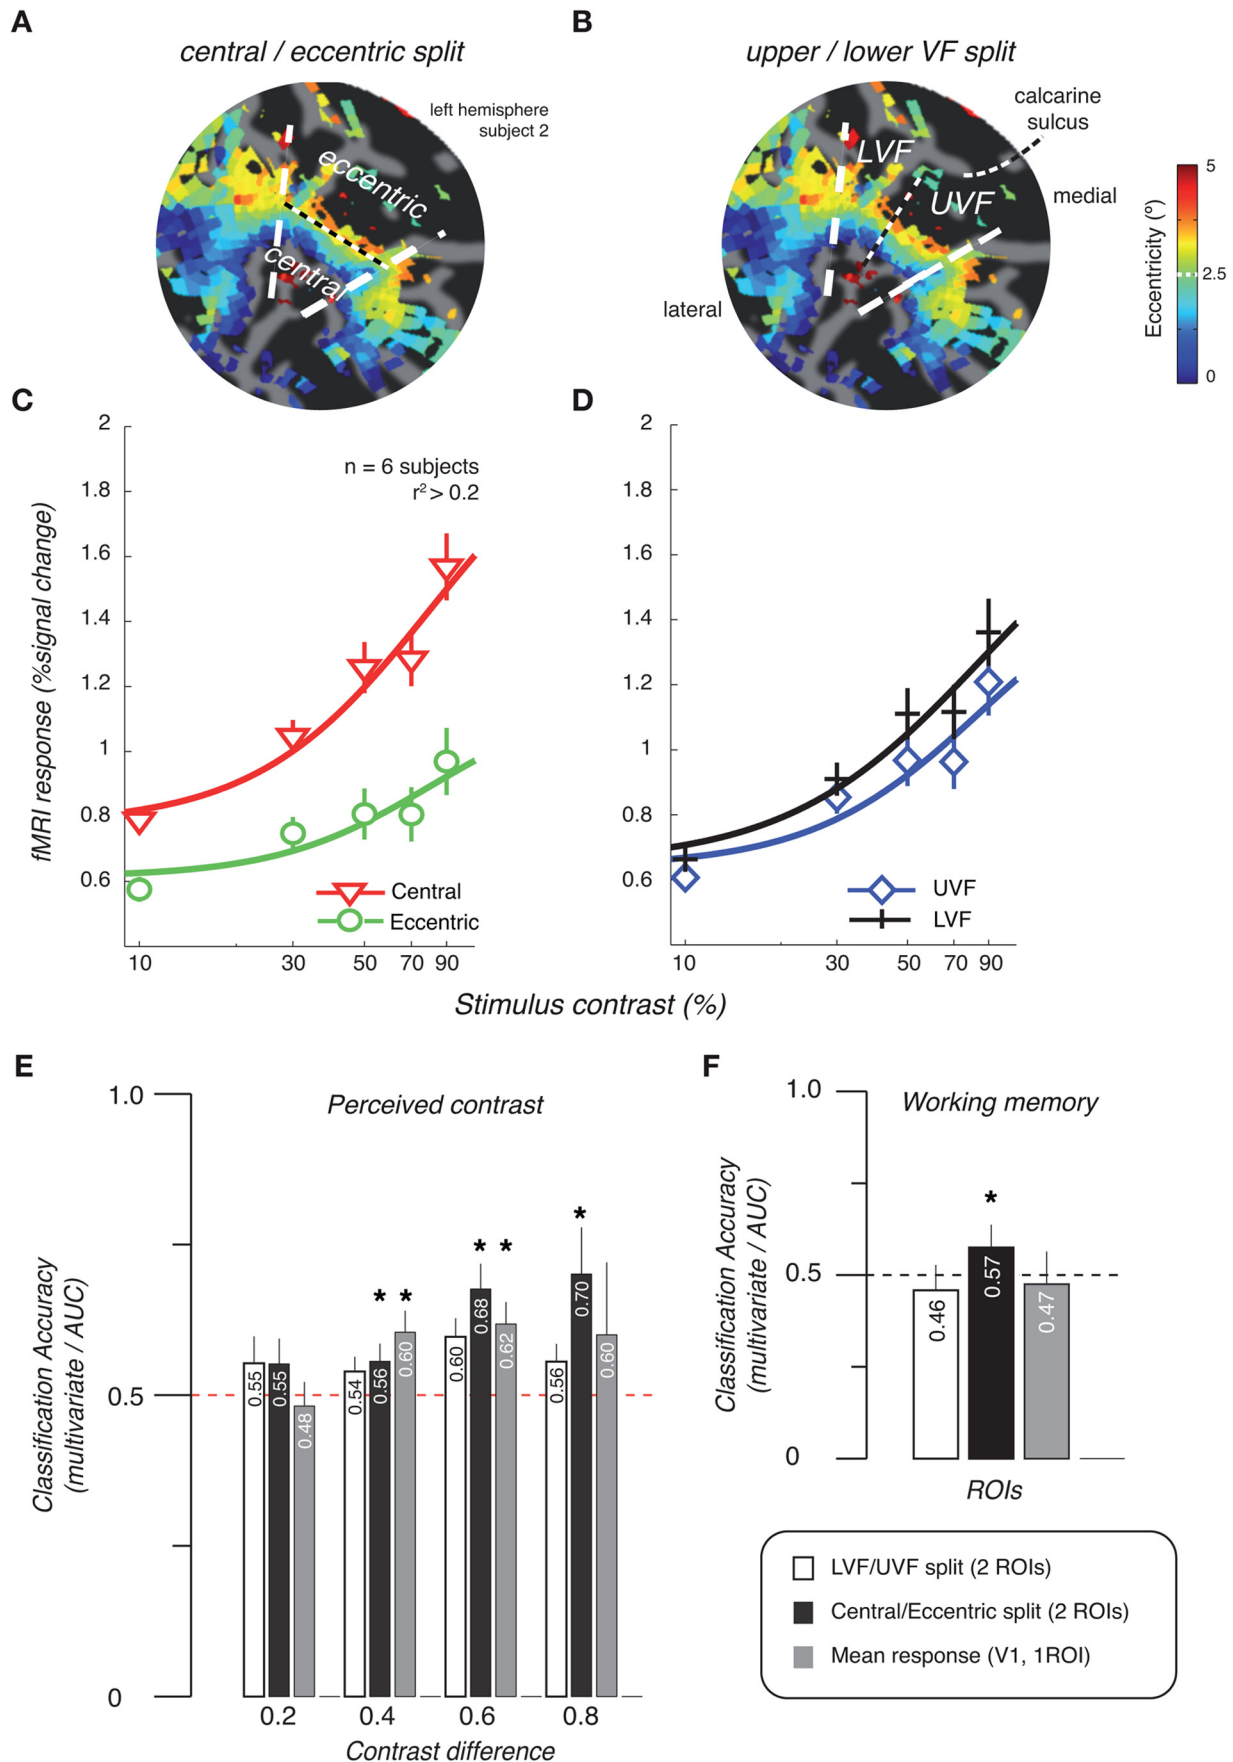 A
central / eccentric split
left hemisphere
subject 2
eccentric
central
B
upper / lower VF split
calcarine
sulcus
LVF
UVF
medial
lateral
5
2.5
0
Eccentricity (º)
C
2
1.8
1.6
1.4
1.2
1
0.8
0.6
fMRI response (%signal change)
n = 6 subjects
r² > 0.2
Central
Eccentric
10 30 50 70 90
D
2
1.8
1.6
1.4
1.2
1
0.8
0.6
UVF
LVF
10 30 50 70 90
Stimulus contrast (%)
E
Perceived contrast
1.0
0.5
0
Classification Accuracy
(multivariate / AUC)
* * * * *
0.55 0.55 0.48 0.54 0.56 0.60 0.60 0.68 0.62 0.56 0.70 0.60
0.2 0.4 0.6 0.8
Contrast difference
F
Working memory
1.0
0.5
0
Classification Accuracy
(multivariate / AUC)
*
0.46 0.57 0.47
ROIs
LVF/UVF split (2 ROIs)
Central/Eccentric split (2 ROIs)
Mean response (V1, 1ROI)